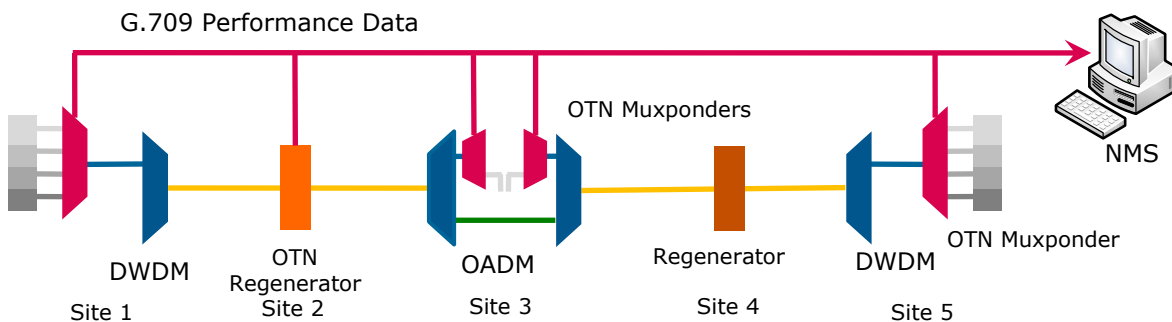 G.709 Performance Data
OTN Muxponders
NMS
DWDM
OTN
Regenerator
Site 2
OADM
Regenerator
DWDM
OTN Muxponder
Site 1
Site 3
Site 4
Site 5